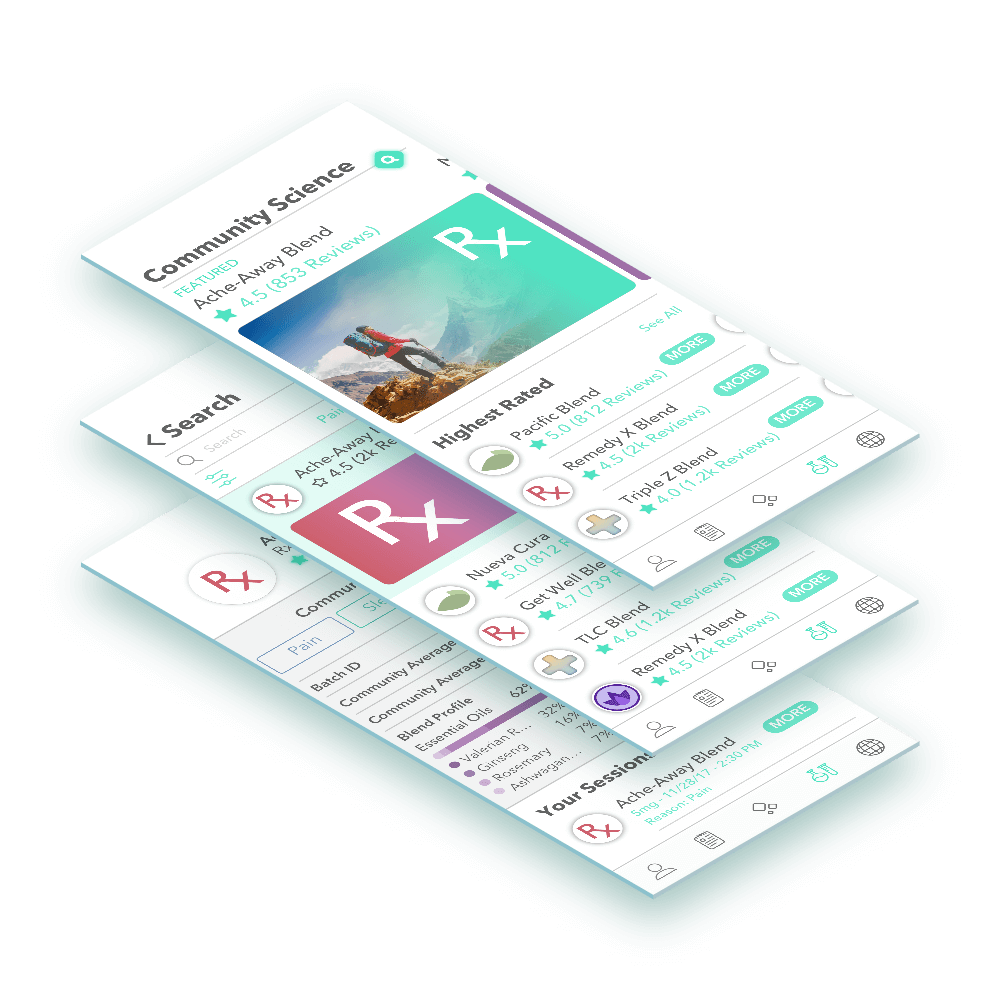 Community Science
FEATURED
Ache-Away Blend
4.5 (853 Reviews)
Rx
Highest Rated
See All
Pacific Blend
5.0 (812 Reviews)
MORE
Rx
Remedy X Blend
4.5 (2k Reviews)
MORE
Triple Z Blend
4.0 (1.2k Reviews)
MORE
Search
Search
Rx
Ache-Away
4.5 (2k Re
Rx
Nueva Cura
5.0 (812
Rx
Get Well Ble
4.7 (739
TLC Blend
4.6 (1.2k Reviews)
MORE
Remedy X Blend
4.5 (2k Reviews)
MORE
Rx
Rx
Commu
Pain
Sle
Batch ID
Community Average
Community Average
Blend Profile
Essential Oils 62%
Valerian R... 32%
Ginseng 16%
Rosemary 7%
Ashwagan... 7%
Your Sessions
Rx
Ache-Away Blend
5mg - 11/28/17 - 2:30 PM
Reason: Pain
MORE